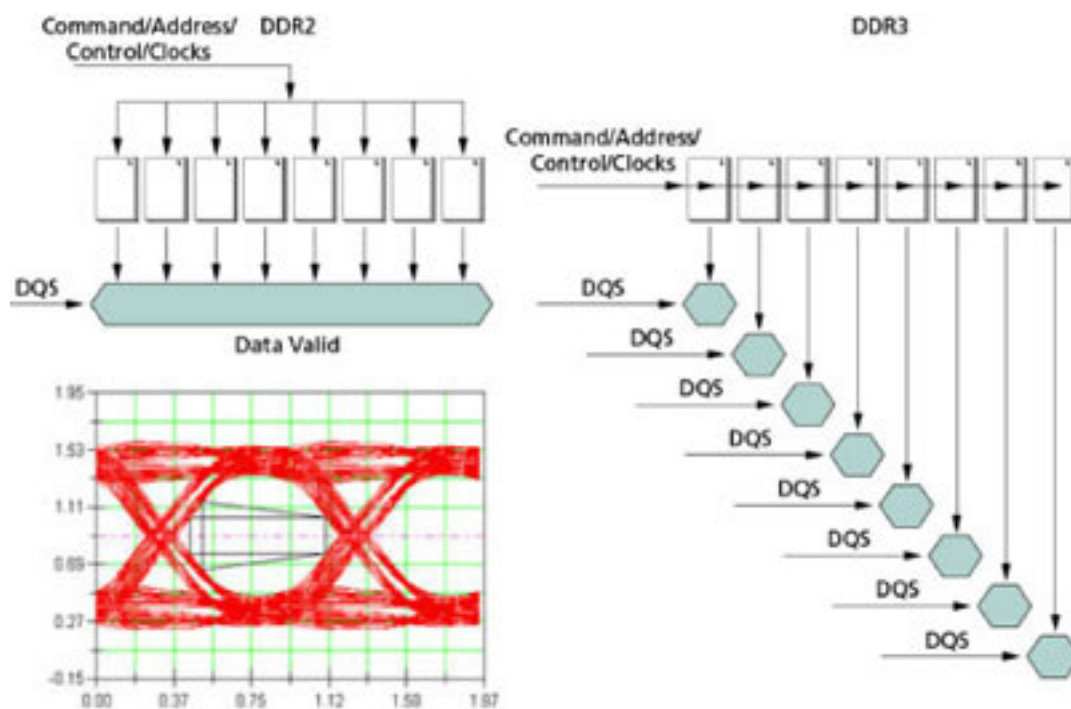 Command/Address/
Control/Clocks
DDR2
DQS
Data Valid
1.95
1.53
1.11
0.69
0.27
-0.15
0.00
0.37
0.75
1.12
1.50
1.87
DDR3
Command/Address/
Control/Clocks
DQS
DQS
DQS
DQS
DQS
DQS
DQS
DQS